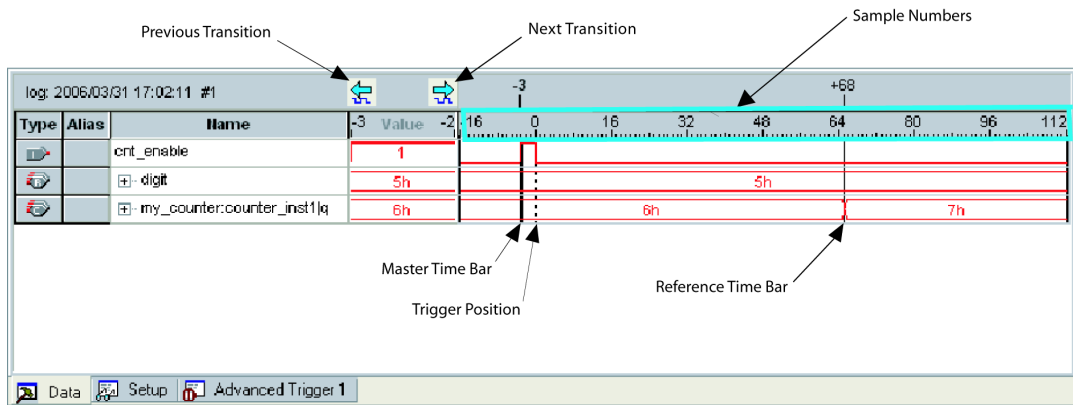 Sample Numbers
Previous Transition
Next Transition
log: 2006/03/31 17:02:11 #1
-3
+68
Type Alias Name -3 Value -2 -16 0 16 32 48 64 80 96 112
cnt_enable 1
digit 5h 5h
my_counter:counter_inst1|q 6h 6h 7h
Master Time Bar
Reference Time Bar
Trigger Position
Data Setup Advanced Trigger 1